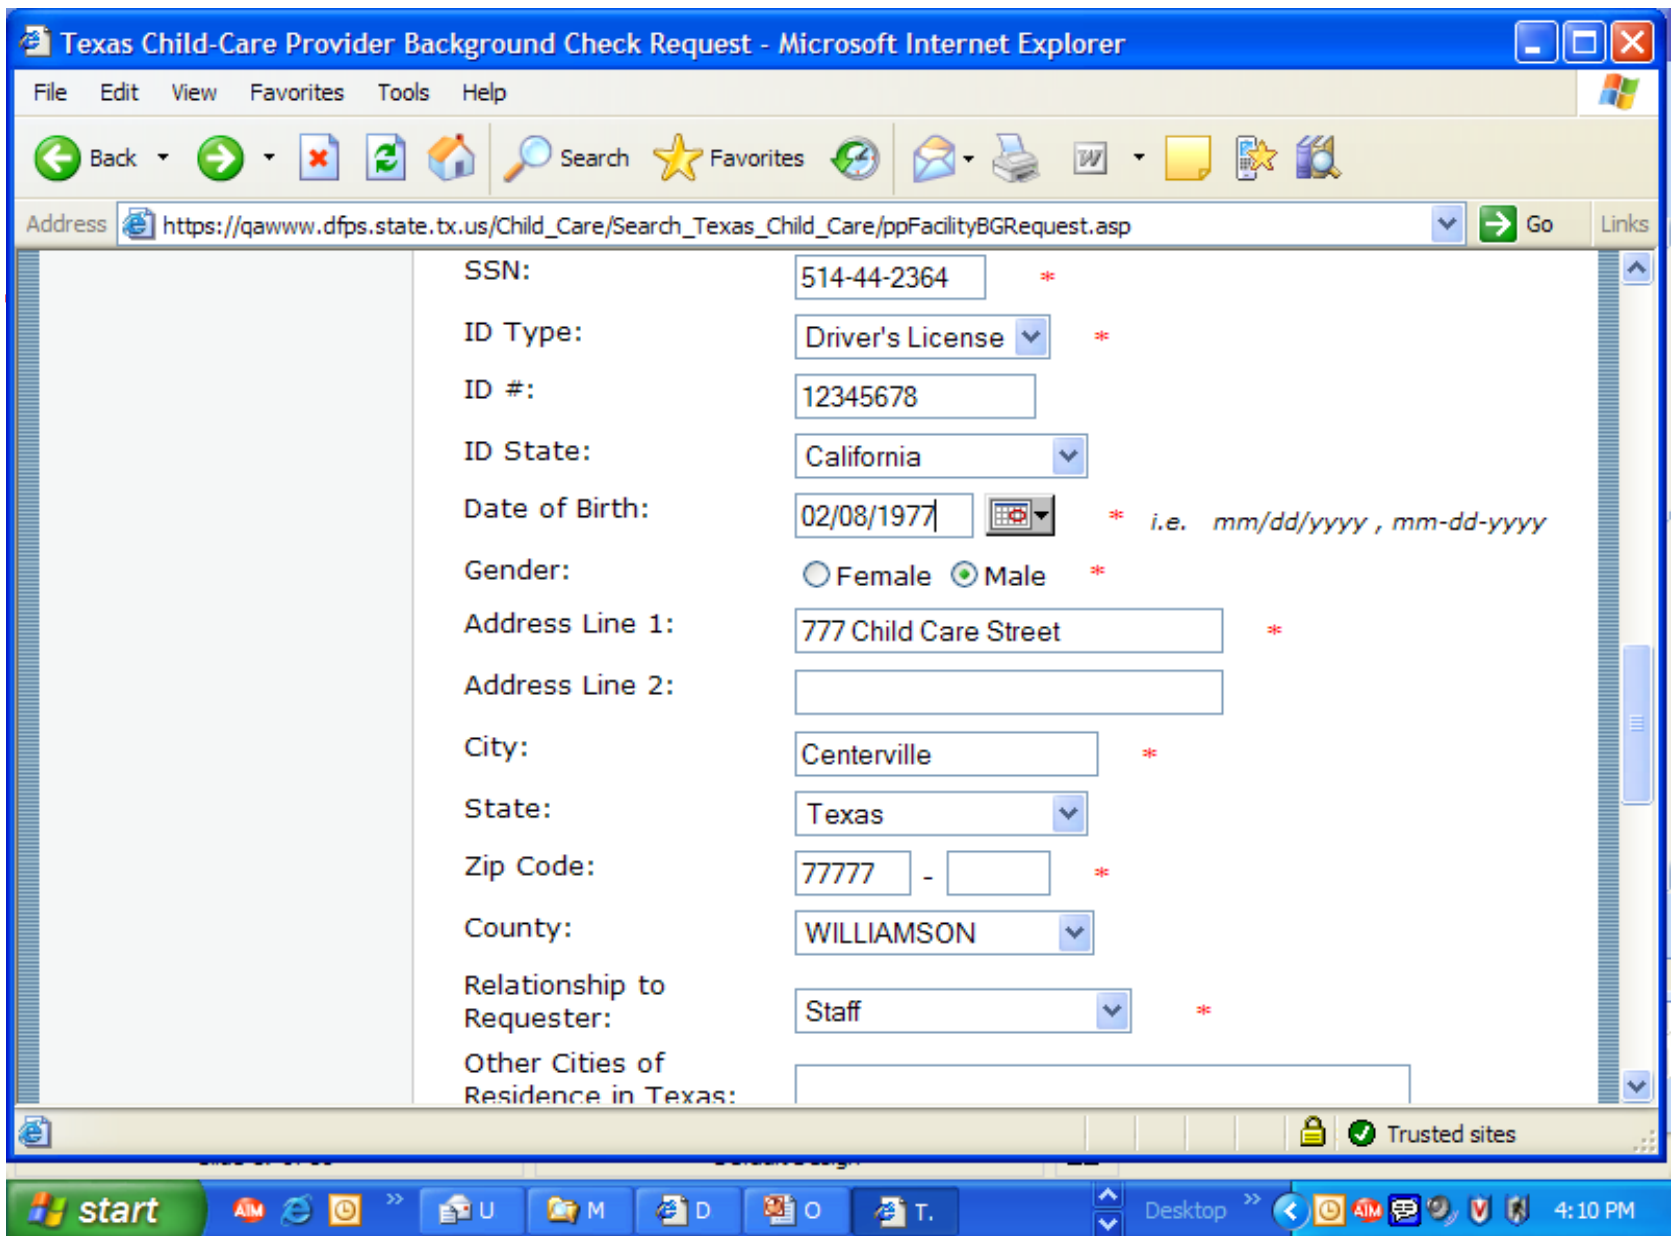 Texas Child-Care Provider Background Check Request - Microsoft Internet Explorer
File Edit View Favorites Tools Help
Back Search Favorites W
Address https://qawww.dfps.state.tx.us/Child_Care/Search_Texas_Child_Care/ppFacilityBGRequest.asp Go Links
SSN: 514-44-2364 *
ID Type: Driver's License *
ID #: 12345678
ID State: California
Date of Birth: 02/08/1977 * i.e. mm/dd/yyyy , mm-dd-yyyy
Gender: Female Male *
Address Line 1: 777 Child Care Street *
Address Line 2:
City: Centerville *
State: Texas
Zip Code: 77777 - *
County: WILLIAMSON
Relationship to
Requester: Staff *
Other Cities of
Residence in Texas:
Trusted sites
start AIM » U M D O T. Desktop » AIM 4:10 PM